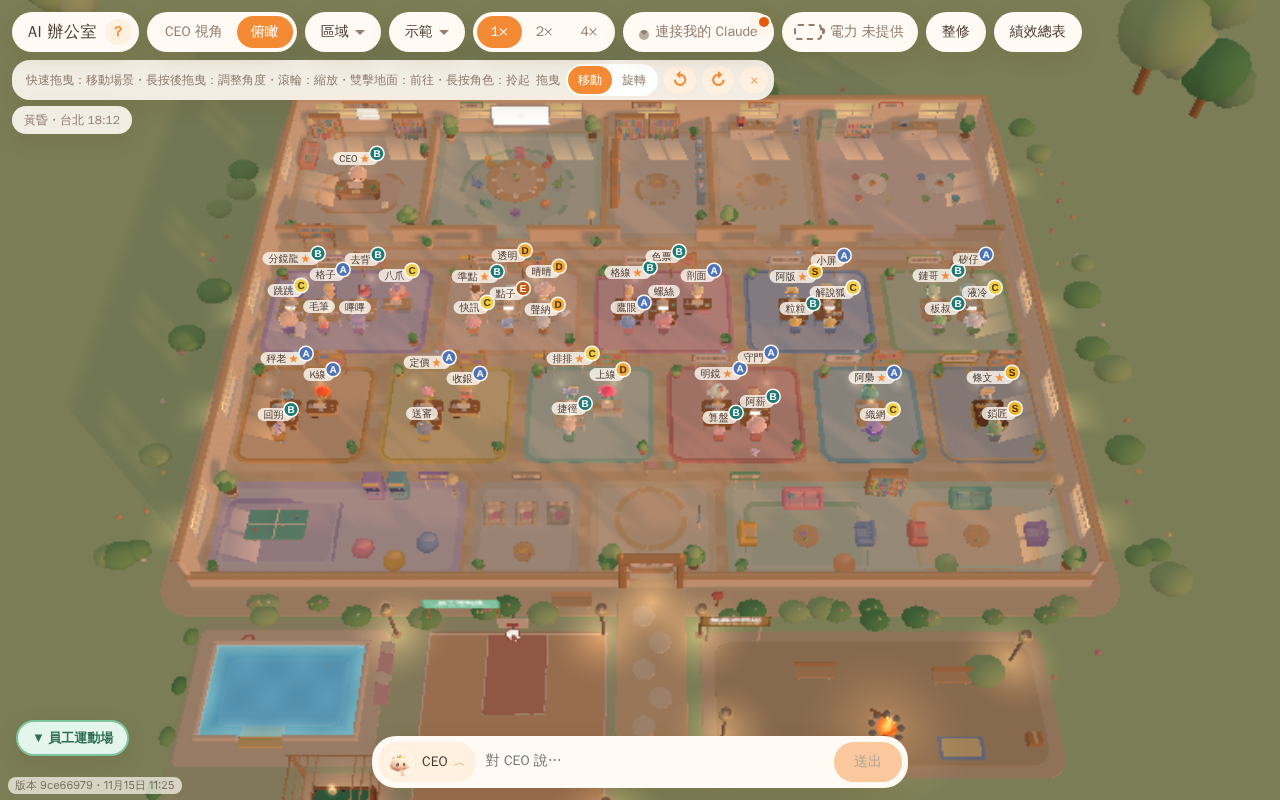 AI 辦公室 ?
CEO 視角 俯瞰
區域
示範
1× 2× 4×
連接我的 Claude
電力 未提供
整修
績效總表
快速拖曳：移動場景・長按後拖曳：調整角度・滾輪：縮放・雙擊地面：前往・長按角色：拎起 拖曳 移動 旋轉 ×
黃昏・台北 18:12
CEO ★ B
分鏡龍 ★ B
去背 B
格子 A
八爪 C
跳跳 C
毛筆
嗶嗶
透明 D
準點 ★ B
晴晴 D
點子 E
快訊 C
聲納 D
色票 B
格線 ★ B
剖面 A
螺絲
鷹眼 A
小屏 A
阿版 ★ S
解說狐 C
粒粒 B
矽仔 A
鏈哥 ★ B
液冷 C
板叔 B
秤老 ★ A
K線 A
回朔 B
定價 ★ A
收銀 A
送審
排排 ★ C
上線 D
捷徑 B
守門 A
明鏡 ★ A
阿薪 B
算盤 B
阿梟 ★ A
織網 C
條文 ★ S
鎖匠 S
▼ 員工運動場
CEO 對 CEO 說⋯ 送出
版本 9ce66979・11月15日 11:25